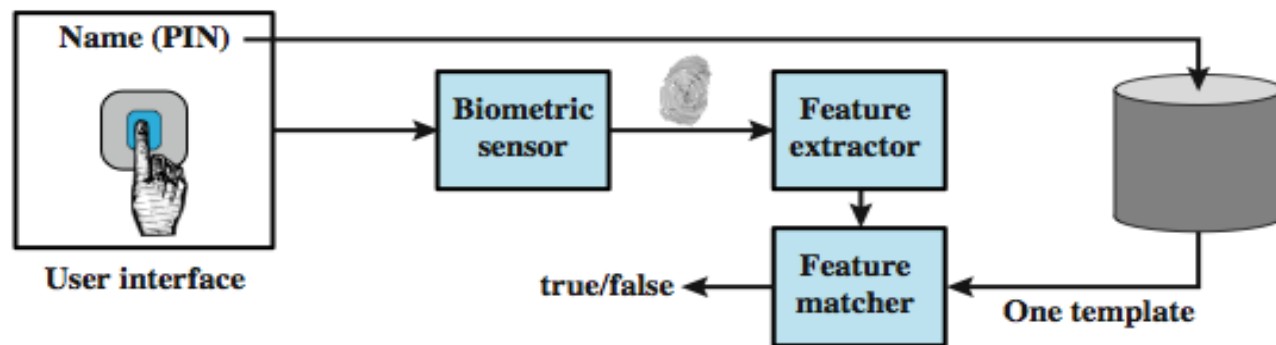 Name (PIN)
Biometric
sensor
Feature
extractor
User interface
true/false
Feature
matcher
One template